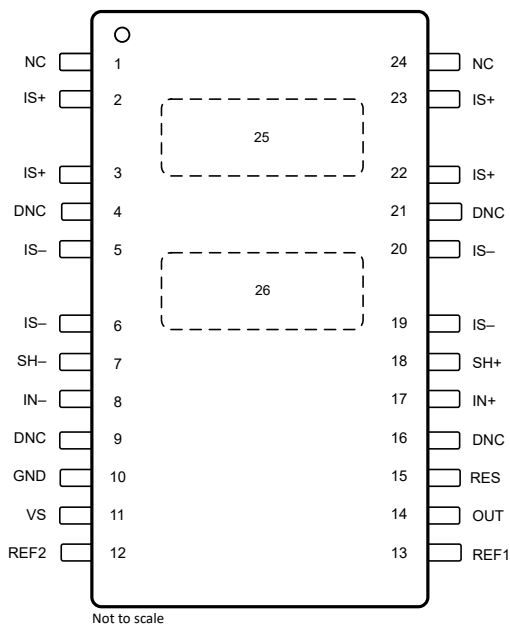 NC 1 24 NC
IS+ 2 23 IS+
25
IS+ 3 22 IS+
DNC 4 21 DNC
IS– 5 20 IS–
26
IS– 6 19 IS–
SH– 7 18 SH+
IN– 8 17 IN+
DNC 9 16 DNC
GND 10 15 RES
VS 11 14 OUT
REF2 12 13 REF1
Not to scale